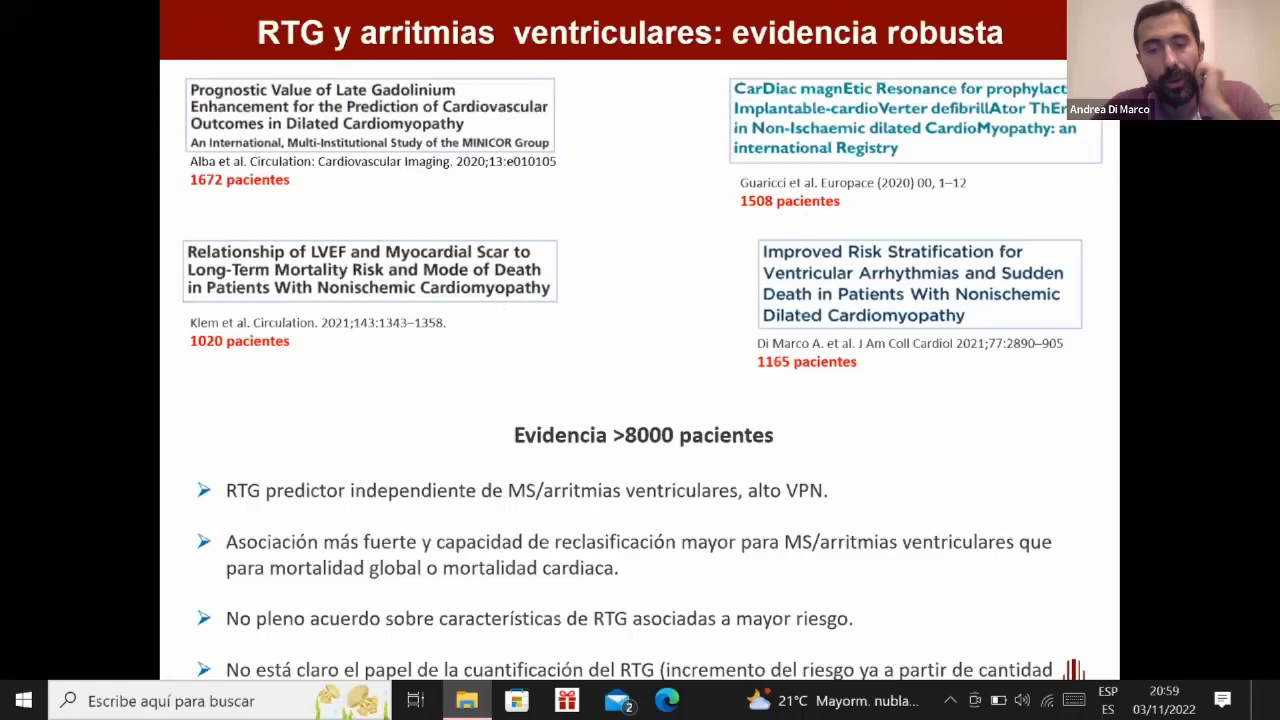 RTG y arritmias ventriculares: evidencia robusta
Andrea Di Marco
Prognostic Value of Late Gadolinium
Enhancement for the Prediction of Cardiovascular
Outcomes in Dilated Cardiomyopathy
An International, Multi-Institutional Study of the MINICOR Group
Alba et al. Circulation: Cardiovascular Imaging. 2020;13:e010105
1672 pacientes
CarDiac magnEtic Resonance for prophylact
Implantable-cardioVerter defibrillAtor ThE
in Non-Ischaemic dilated CardioMyopathy: an
international Registry
Guaricci et al. Europace (2020) 00, 1–12
1508 pacientes
Relationship of LVEF and Myocardial Scar to
Long-Term Mortality Risk and Mode of Death
in Patients With Nonischemic Cardiomyopathy
Klem et al. Circulation. 2021;143:1343–1358.
1020 pacientes
Improved Risk Stratification for
Ventricular Arrhythmias and Sudden
Death in Patients With Nonischemic
Dilated Cardiomyopathy
Di Marco A. et al. J Am Coll Cardiol 2021;77:2890–905
1165 pacientes
Evidencia >8000 pacientes
RTG predictor independiente de MS/arritmias ventriculares, alto VPN.
Asociación más fuerte y capacidad de reclasificación mayor para MS/arritmias ventriculares que
para mortalidad global o mortalidad cardiaca.
No pleno acuerdo sobre características de RTG asociadas a mayor riesgo.
No está claro el papel de la cuantificación del RTG (incremento del riesgo ya a partir de cantidad
Escribe aquí para buscar
2
21°C Mayorm. nubla...
ESP
ES
20:59
03/11/2022